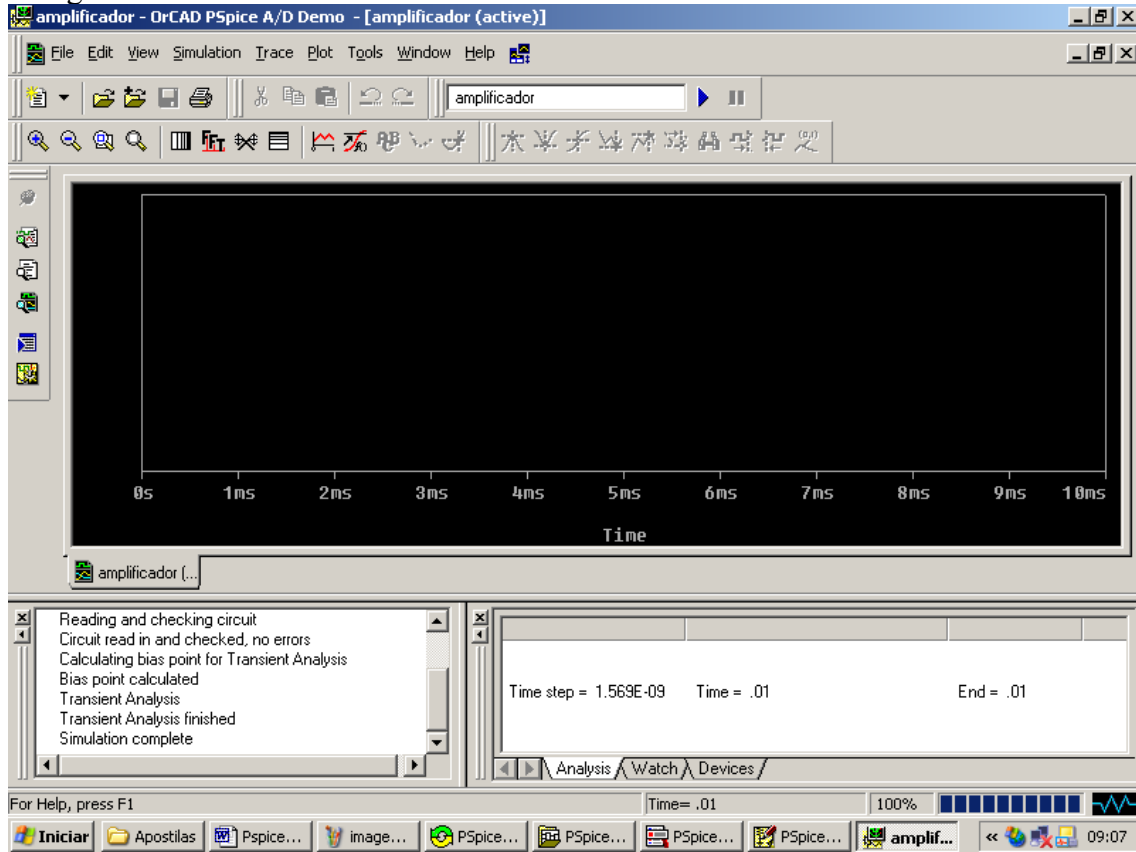 amplificador - OrCAD PSpice A/D Demo - [amplificador (active)]
File Edit View Simulation Trace Plot Tools Window Help
amplificador
FFT
0s 1ms 2ms 3ms 4ms 5ms 6ms 7ms 8ms 9ms 10ms
Time
amplificador (...
Reading and checking circuit
Circuit read in and checked, no errors
Calculating bias point for Transient Analysis
Bias point calculated
Transient Analysis
Transient Analysis finished
Simulation complete
Time step = 1.569E-09 Time = .01 End = .01
Analysis Watch Devices
For Help, press F1 Time= .01 100%
Iniciar Apostilas Pspice... image... PSpice... PSpice... PSpice... PSpice... amplif... « 09:07